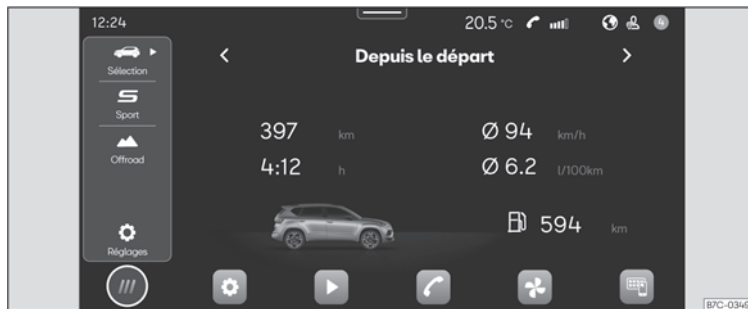 12:24
20.5 °C
4
Sélection
Sport
Offroad
Réglages
Depuis le départ
397 km
Ø 94 km/h
4:12 h
Ø 6.2 l/100km
594 km
B7C-0349